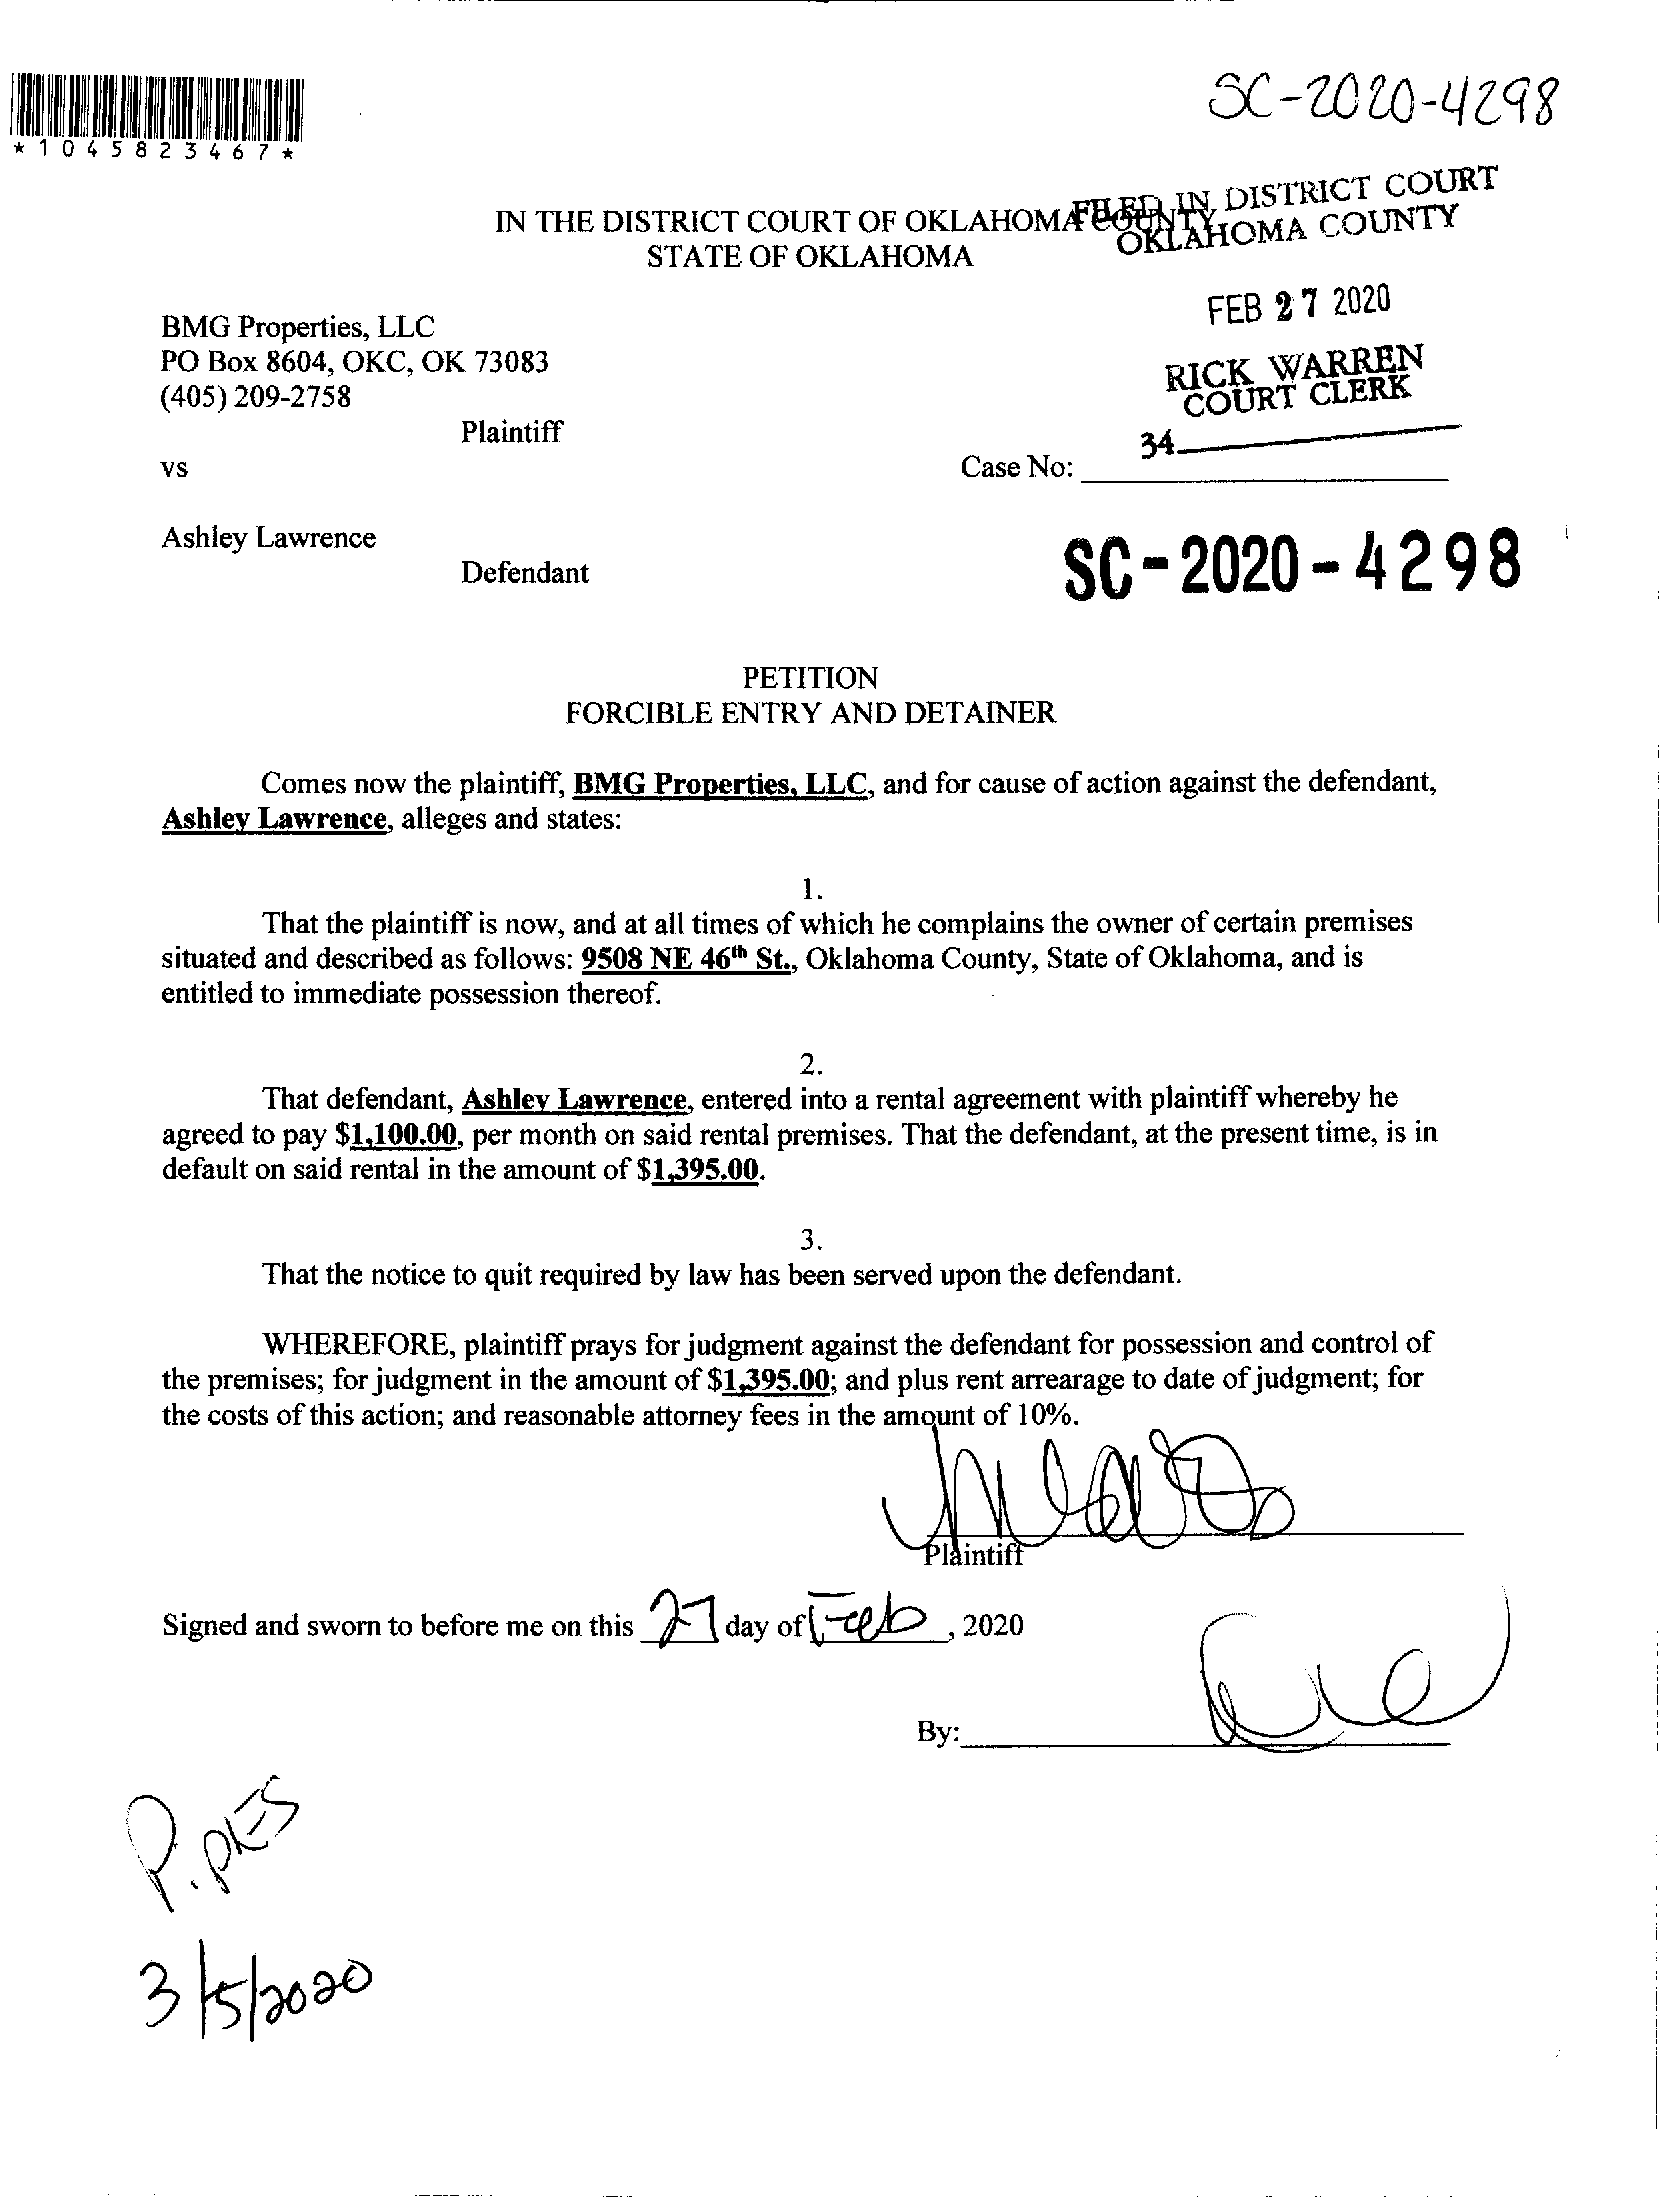 SC-2020-4298
*1045823467*
FILED IN DISTRICT COURT
OKLAHOMA COUNTY
IN THE DISTRICT COURT OF OKLAHOMA COUNTY
STATE OF OKLAHOMA
FEB 27 2020
RICK WARREN
COURT CLERK
34
BMG Properties, LLC
PO Box 8604, OKC, OK 73083
(405) 209-2758
Plaintiff
vs
Case No:
Ashley Lawrence
Defendant
SC-2020-4298
PETITION
FORCIBLE ENTRY AND DETAINER
Comes now the plaintiff, BMG Properties, LLC, and for cause of action against the defendant,
Ashley Lawrence, alleges and states:
1.
That the plaintiff is now, and at all times of which he complains the owner of certain premises
situated and described as follows: 9508 NE 46th St., Oklahoma County, State of Oklahoma, and is
entitled to immediate possession thereof.
2.
That defendant, Ashley Lawrence, entered into a rental agreement with plaintiff whereby he
agreed to pay $1,100.00, per month on said rental premises. That the defendant, at the present time, is in
default on said rental in the amount of $1,395.00.
3.
That the notice to quit required by law has been served upon the defendant.
WHEREFORE, plaintiff prays for judgment against the defendant for possession and control of
the premises; for judgment in the amount of $1,395.00; and plus rent arrearage to date of judgment; for
the costs of this action; and reasonable attorney fees in the amount of 10%.
Plaintiff
Signed and sworn to before me on this 27 day of Feb, 2020
By:
P. pres
3/5/2020